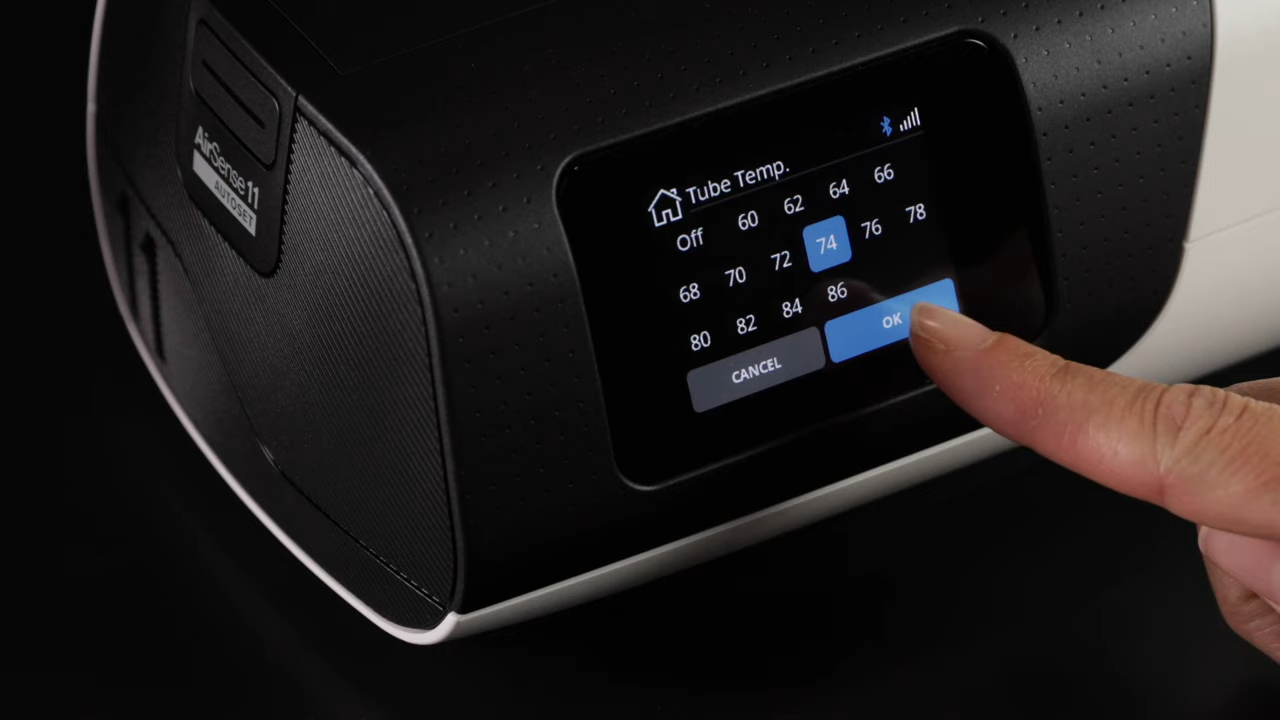 AirSense 11
AUTOSET
Tube Temp.
Off 60 62 64 66
68 70 72 74 76 78
80 82 84 86
CANCEL OK